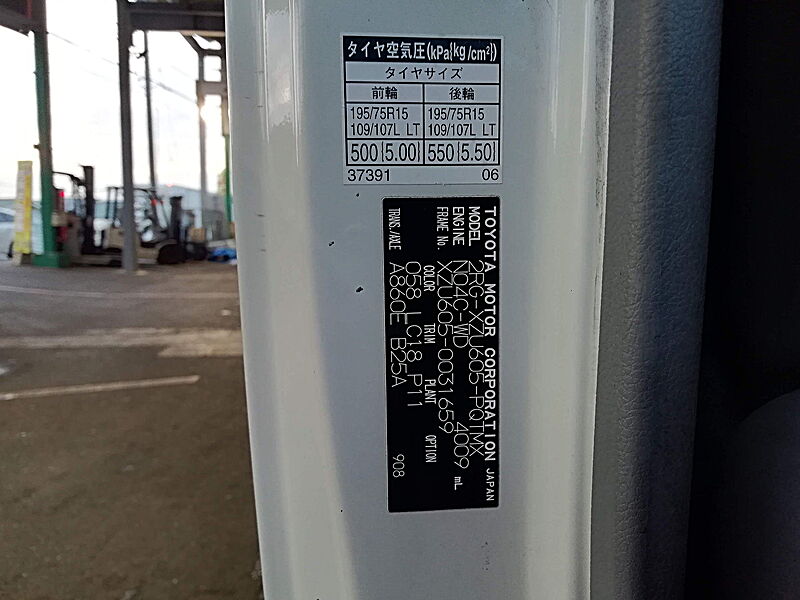 タイヤ空気圧(kPa{kg/cm²})
タイヤサイズ
前輪 後輪
195/75R15 195/75R15
109/107L LT 109/107L LT
500{5.00} 550{5.50}
37391 06
TOYOTA MOTOR CORPORATION JAPAN
MODEL 2RG-XZU605-PQTMX
ENGINE N04C-WD 4009 mL
FRAME No. XZU605-0031659
COLOR TRIM PLANT OPTION
058 LC18 P11
TRANS./AXLE A860E B25A 908